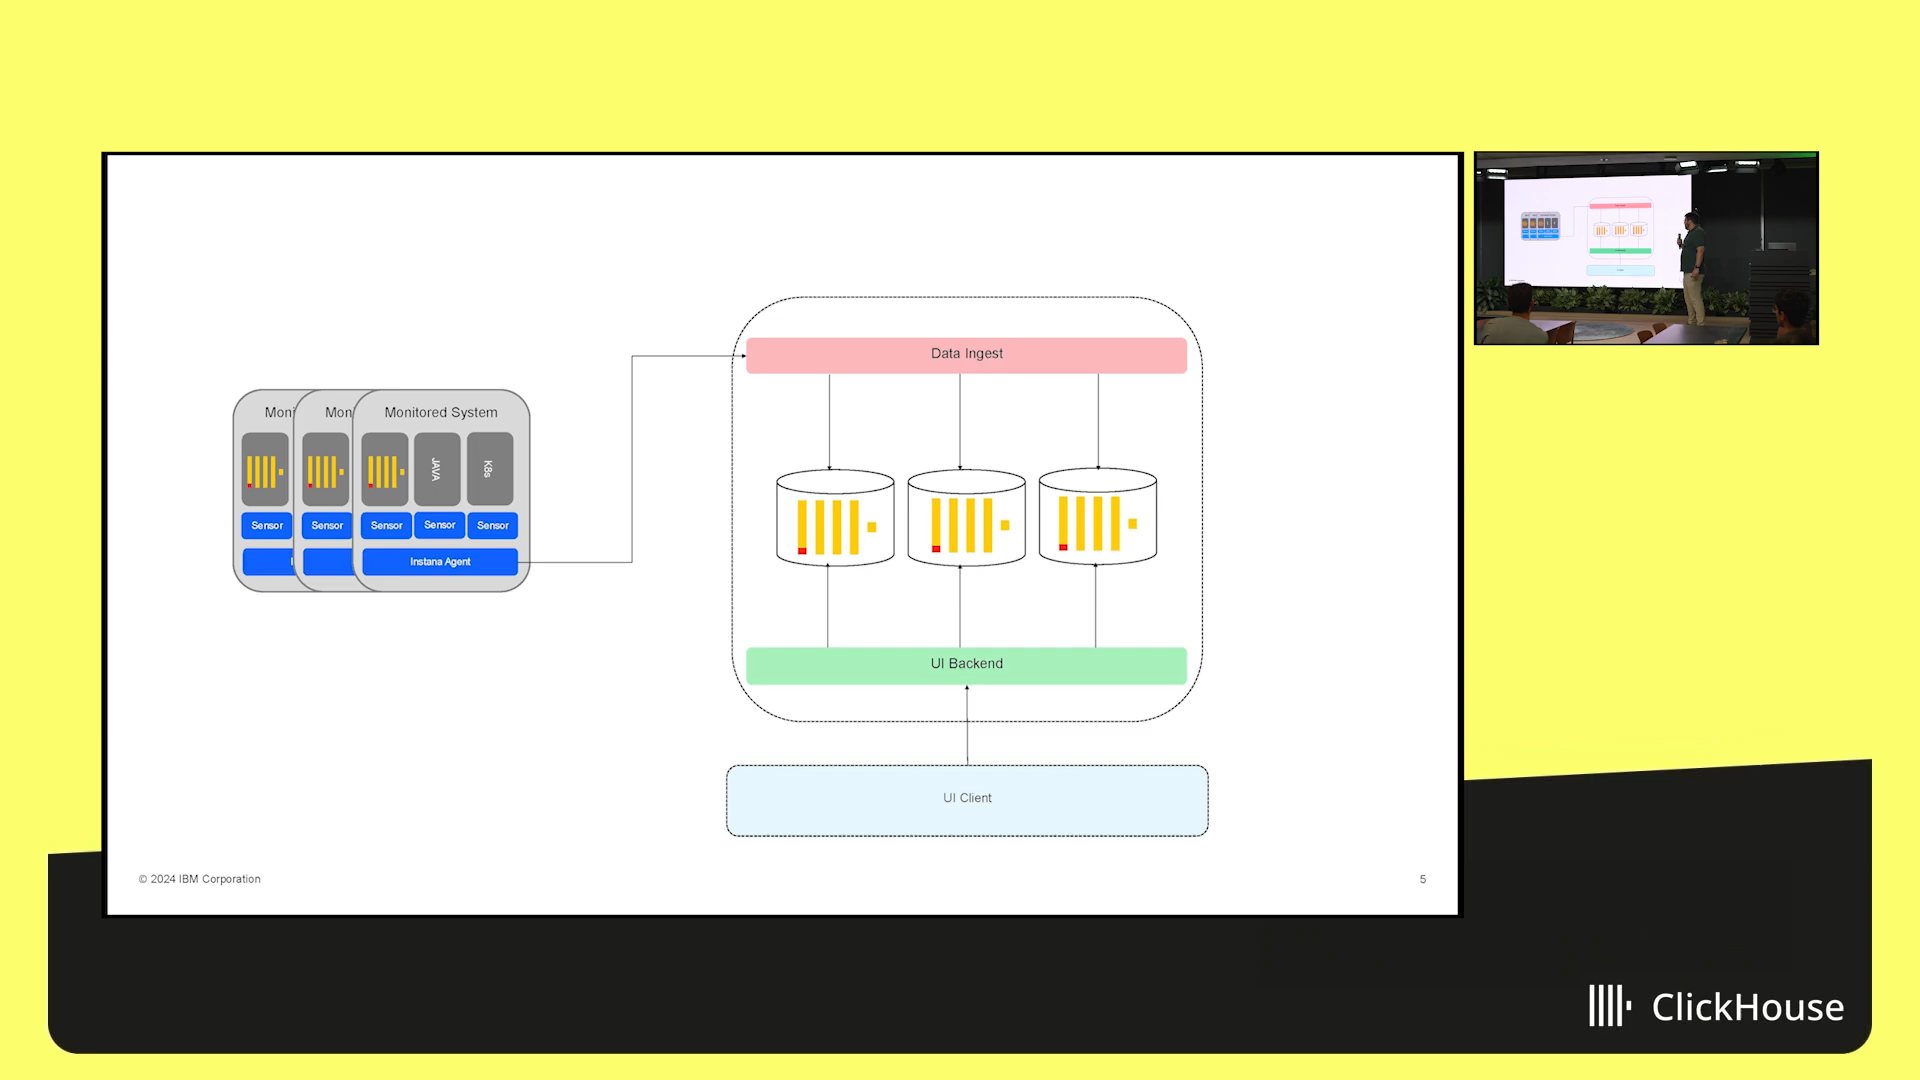 Data Ingest
Moni
Mon
Monitored System
JAVA
K8s
Sensor
Sensor
Sensor
Sensor
Sensor
I
Instana Agent
UI Backend
UI Client
© 2024 IBM Corporation
5
ClickHouse